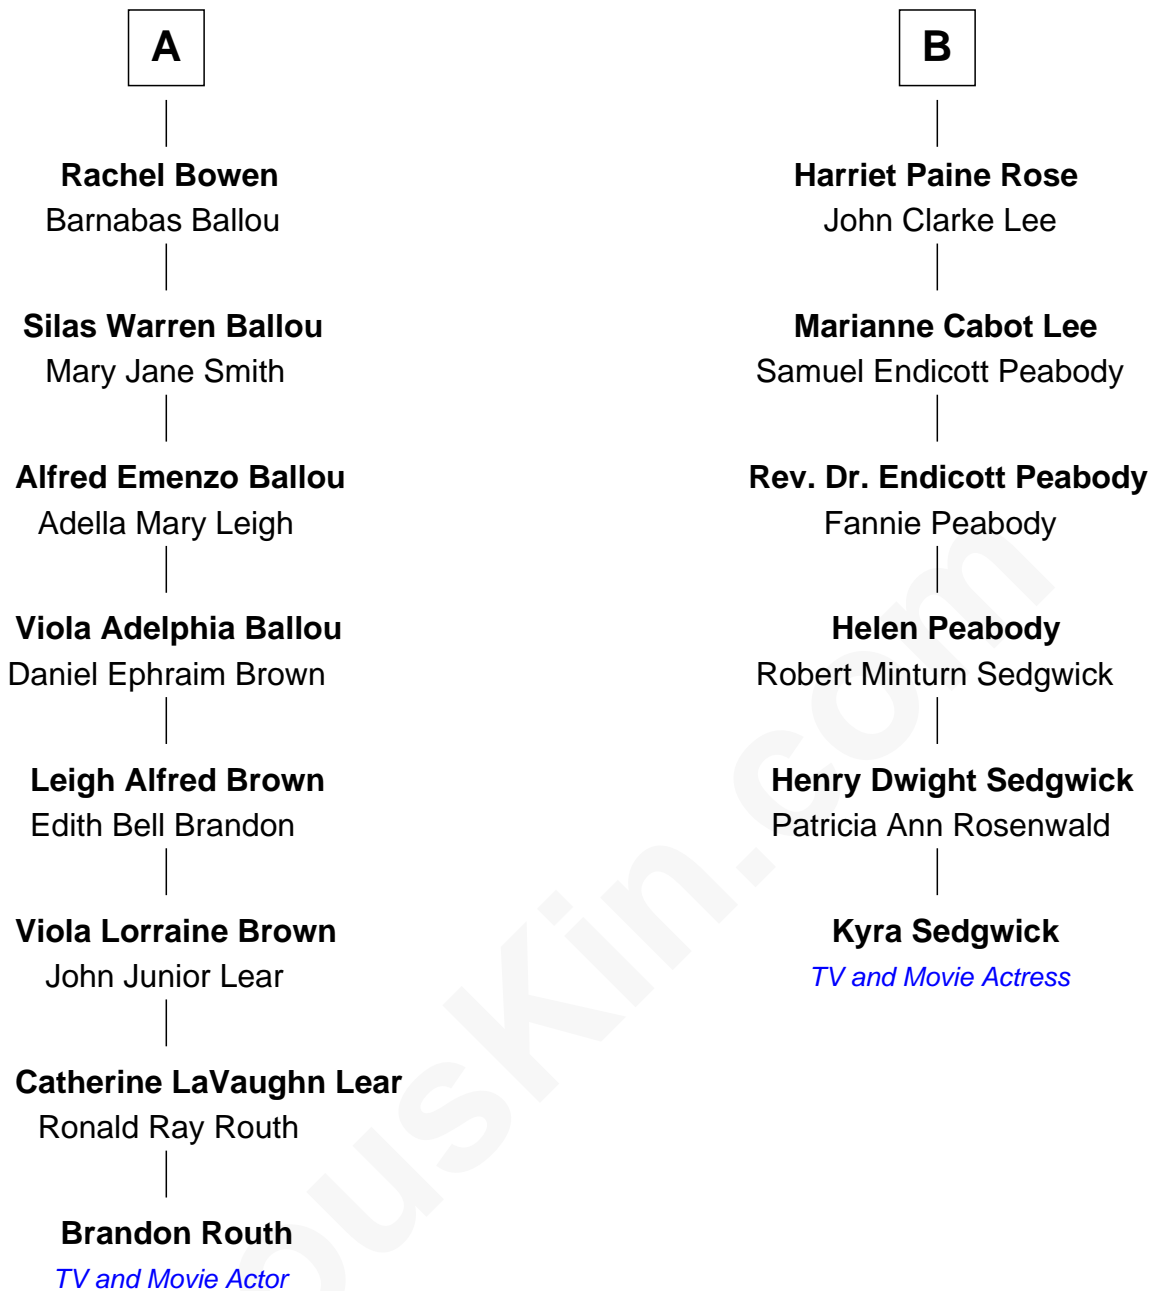 A
Rachel Bowen
Barnabas Ballou
Silas Warren Ballou
Mary Jane Smith
Alfred Emenzo Ballou
Adella Mary Leigh
Viola Adelphia Ballou
Daniel Ephraim Brown
Leigh Alfred Brown
Edith Bell Brandon
Viola Lorraine Brown
John Junior Lear
Catherine LaVaughn Lear
Ronald Ray Routh
Brandon Routh
TV and Movie Actor
B
Harriet Paine Rose
John Clarke Lee
Marianne Cabot Lee
Samuel Endicott Peabody
Rev. Dr. Endicott Peabody
Fannie Peabody
Helen Peabody
Robert Minturn Sedgwick
Henry Dwight Sedgwick
Patricia Ann Rosenwald
Kyra Sedgwick
TV and Movie Actress
ousKin.com